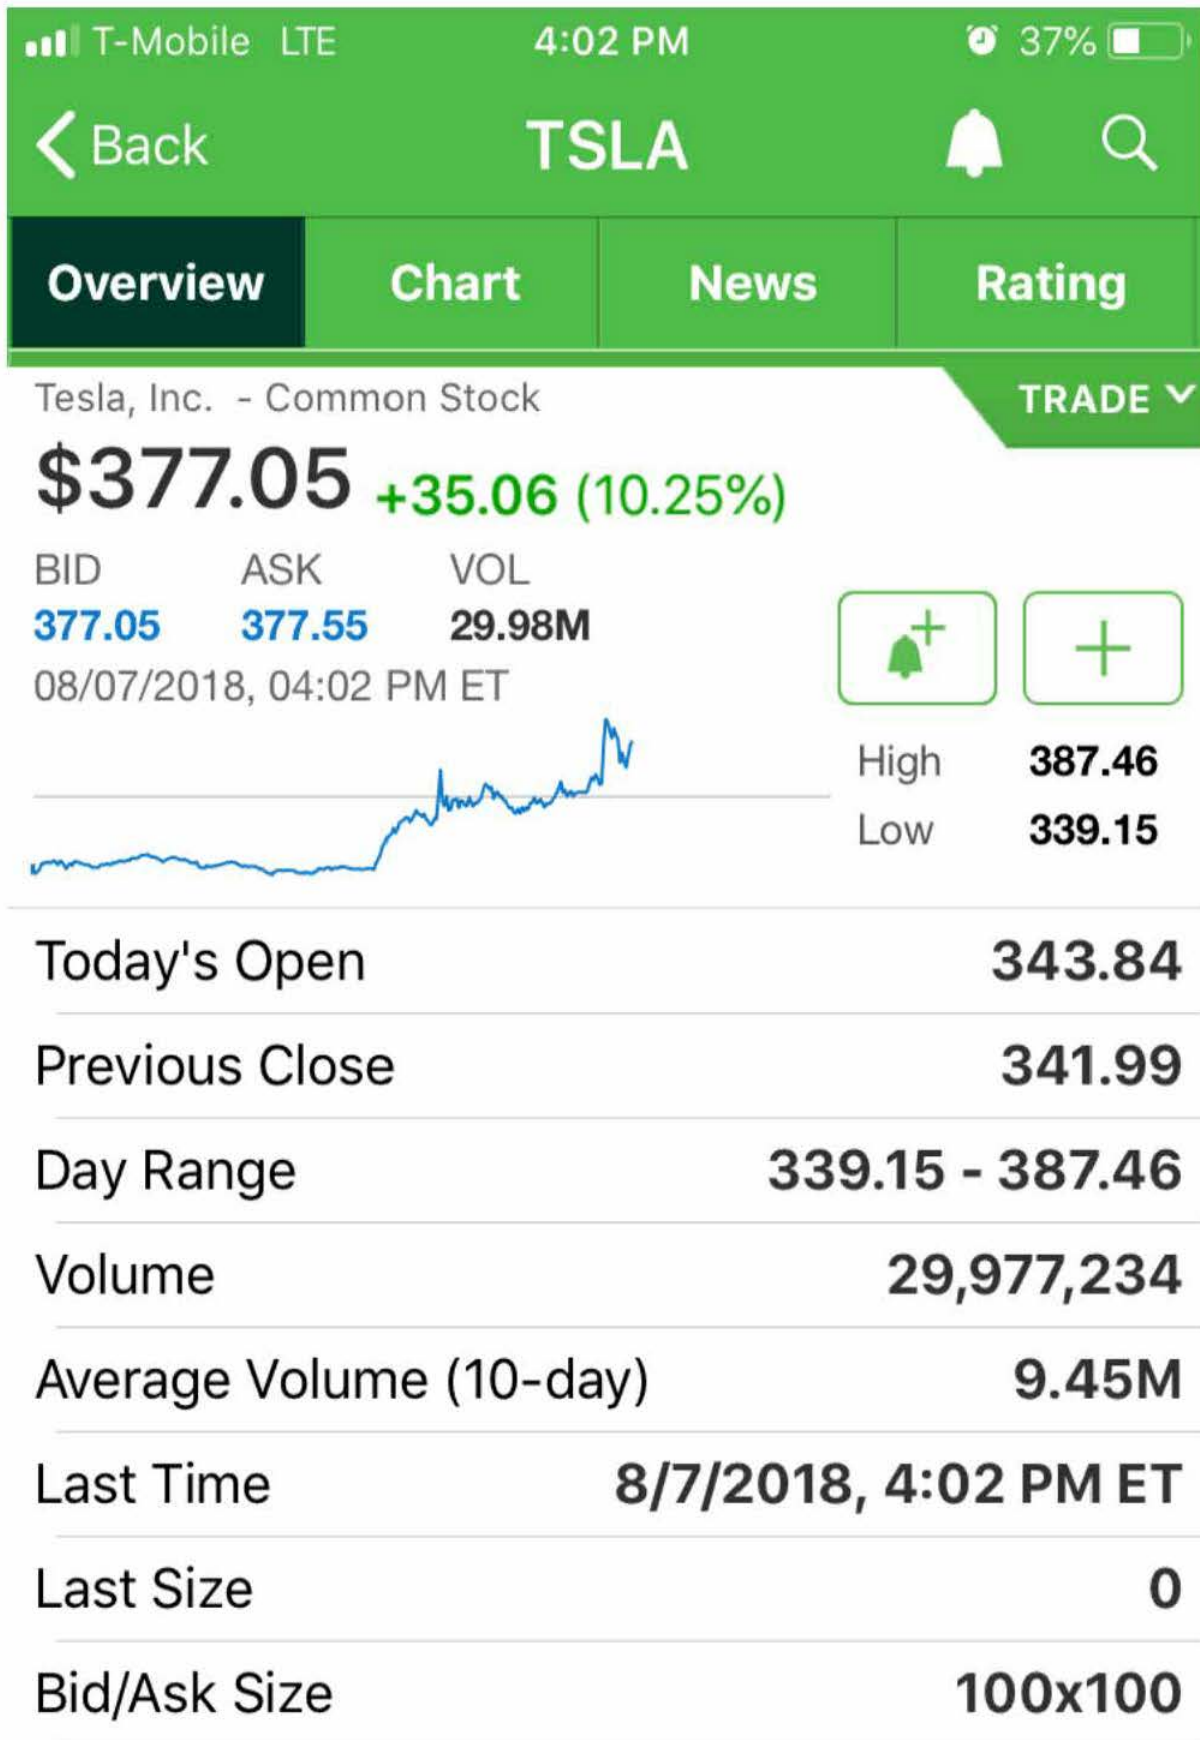 T-Mobile LTE 4:02 PM 37%
Back TSLA
Overview Chart News Rating
Tesla, Inc. - Common Stock TRADE
$377.05 +35.06 (10.25%)
BID ASK VOL
377.05 377.55 29.98M
08/07/2018, 04:02 PM ET
High 387.46
Low 339.15
Today's Open 343.84
Previous Close 341.99
Day Range 339.15 - 387.46
Volume 29,977,234
Average Volume (10-day) 9.45M
Last Time 8/7/2018, 4:02 PM ET
Last Size 0
Bid/Ask Size 100x100